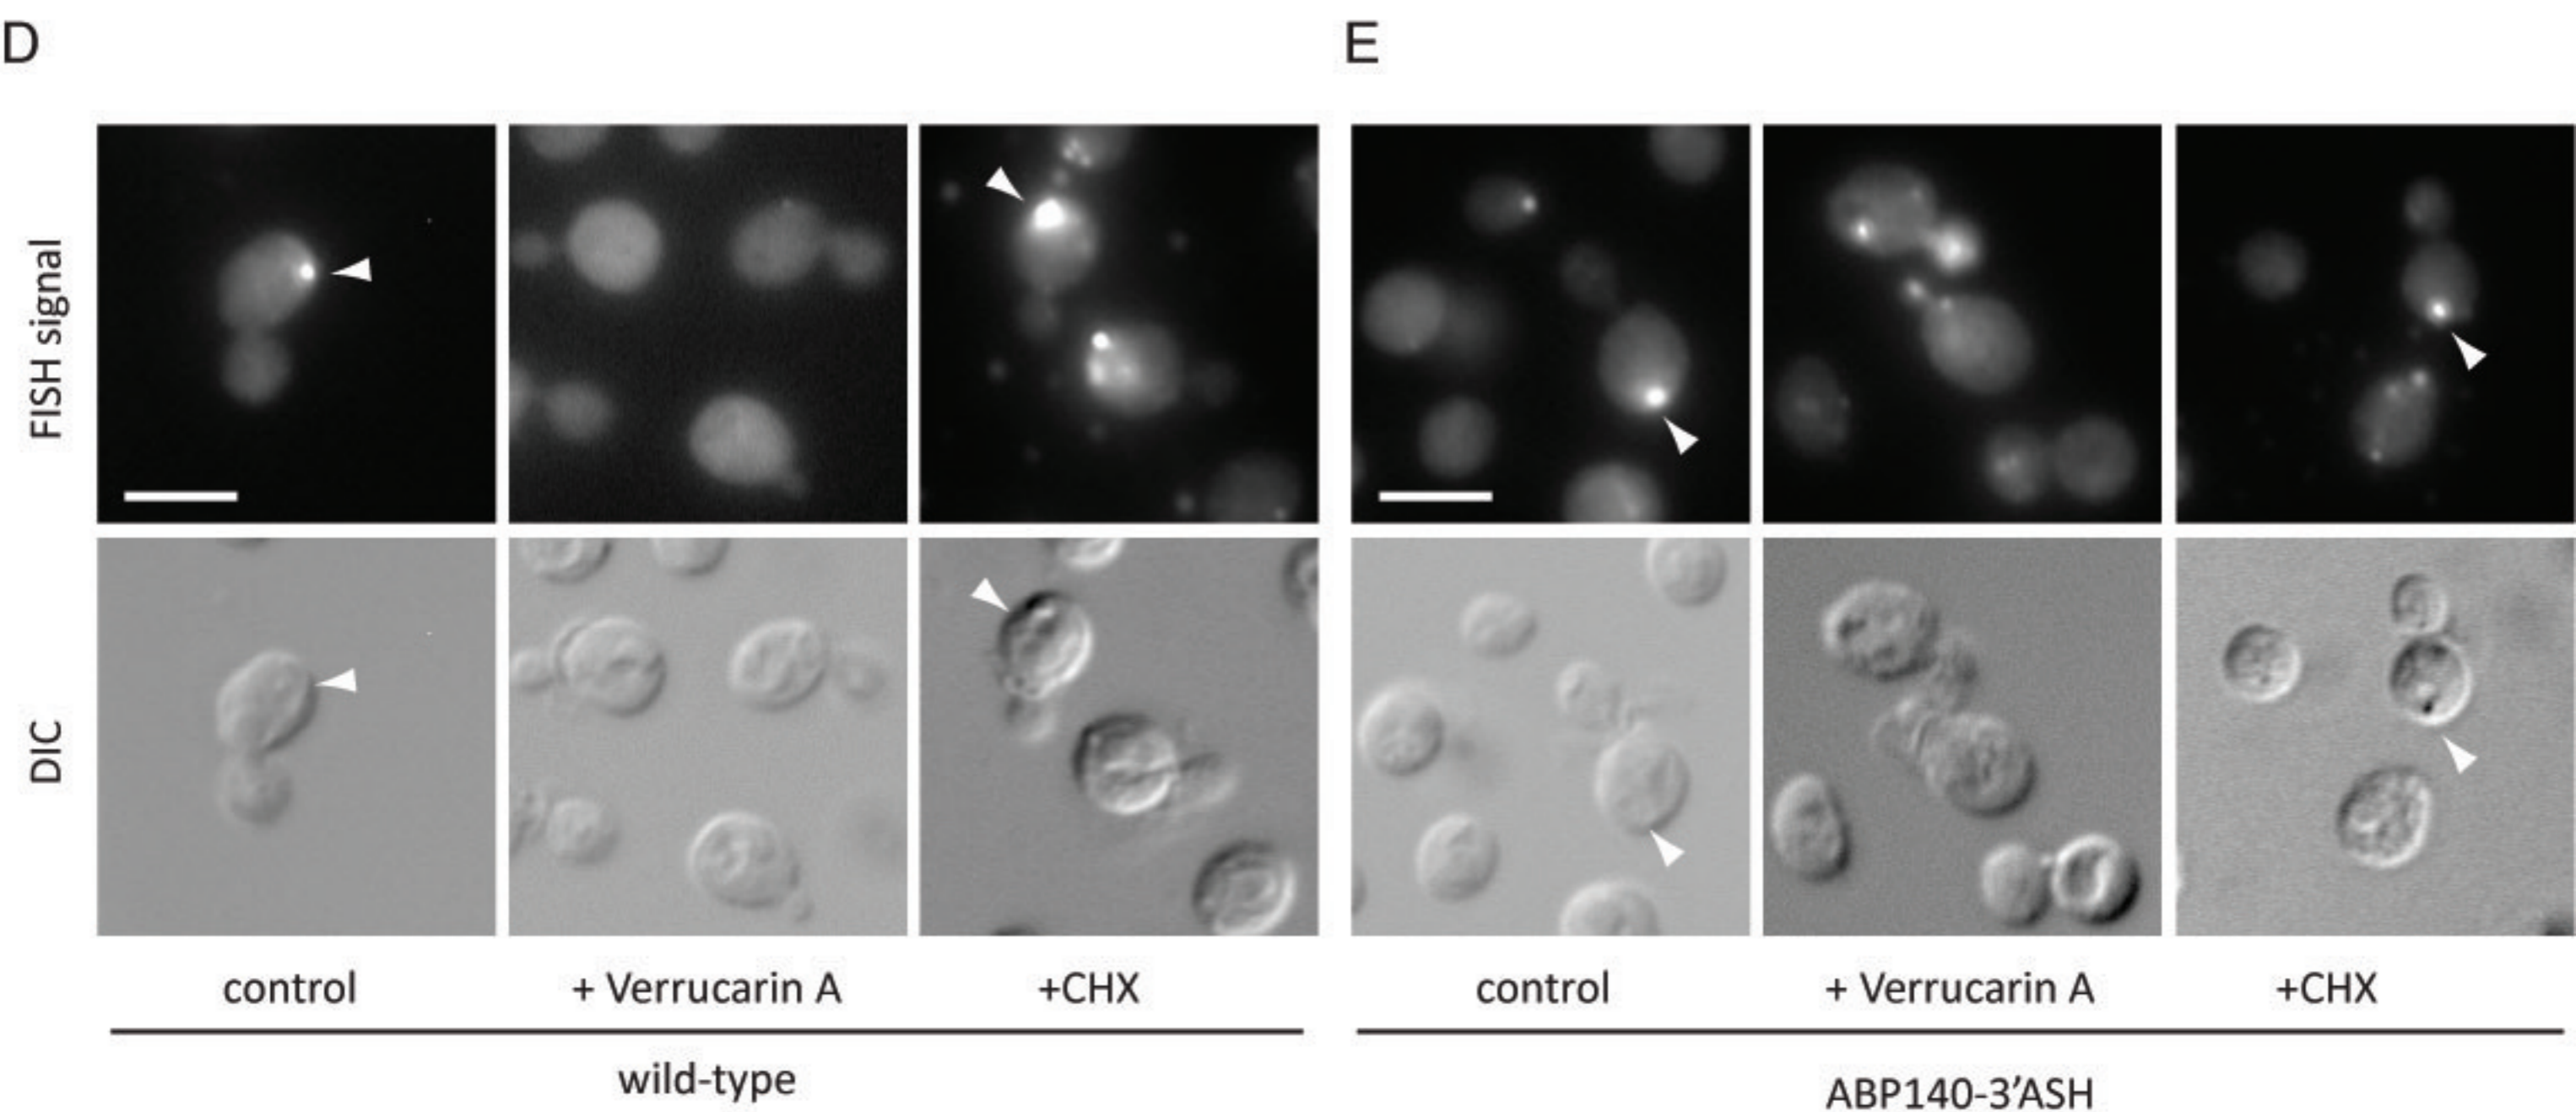 D
E
FISH signal
DIC
control
+ Verrucarin A
+CHX
control
+ Verrucarin A
+CHX
wild-type
ABP140-3’ASH